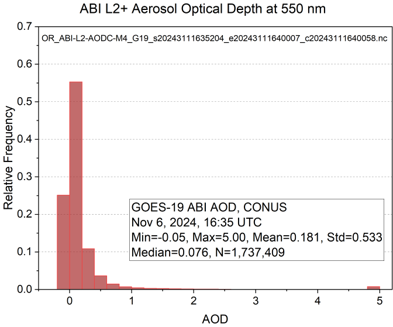 ABI L2+ Aerosol Optical Depth at 550 nm
OR_ABI-L2-AODC-M4_G19_s20243111635204_e20243111640007_c20243111640058.nc
0.7
0.6
0.5
0.4
0.3
0.2
0.1
0.0
Relative Frequency
GOES-19 ABI AOD, CONUS
Nov 6, 2024, 16:35 UTC
Min=-0.05, Max=5.00, Mean=0.181, Std=0.533
Median=0.076, N=1,737,409
0 1 2 3 4 5
AOD